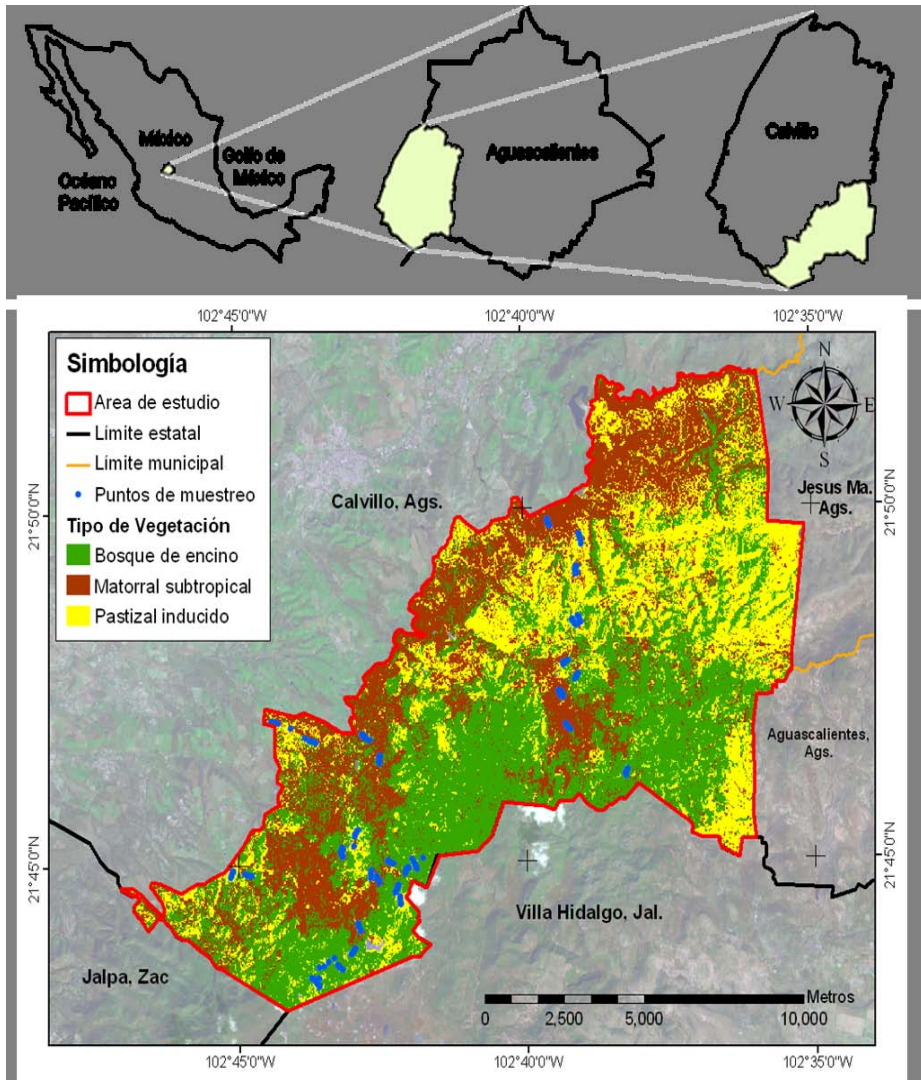 México
Golfo de
México
Océano
Pacífico
Aguascalientes
Calvillo
102°45'0"W
102°40'0"W
102°35'0"W
Simbología
Area de estudio
Limite estatal
Limite municipal
Puntos de muestreo
Tipo de Vegetación
Bosque de encino
Matorral subtropical
Pastizal inducido
N
W
E
S
Calvillo, Ags.
Jesus Ma.
Ags.
21°50'0"N
21°50'0"N
Aguascalientes,
Ags.
21°45'0"N
21°45'0"N
Villa Hidalgo, Jal.
Jalpa, Zac
Metros
0
2,500
5,000
10,000
102°45'0"W
102°40'0"W
102°35'0"W